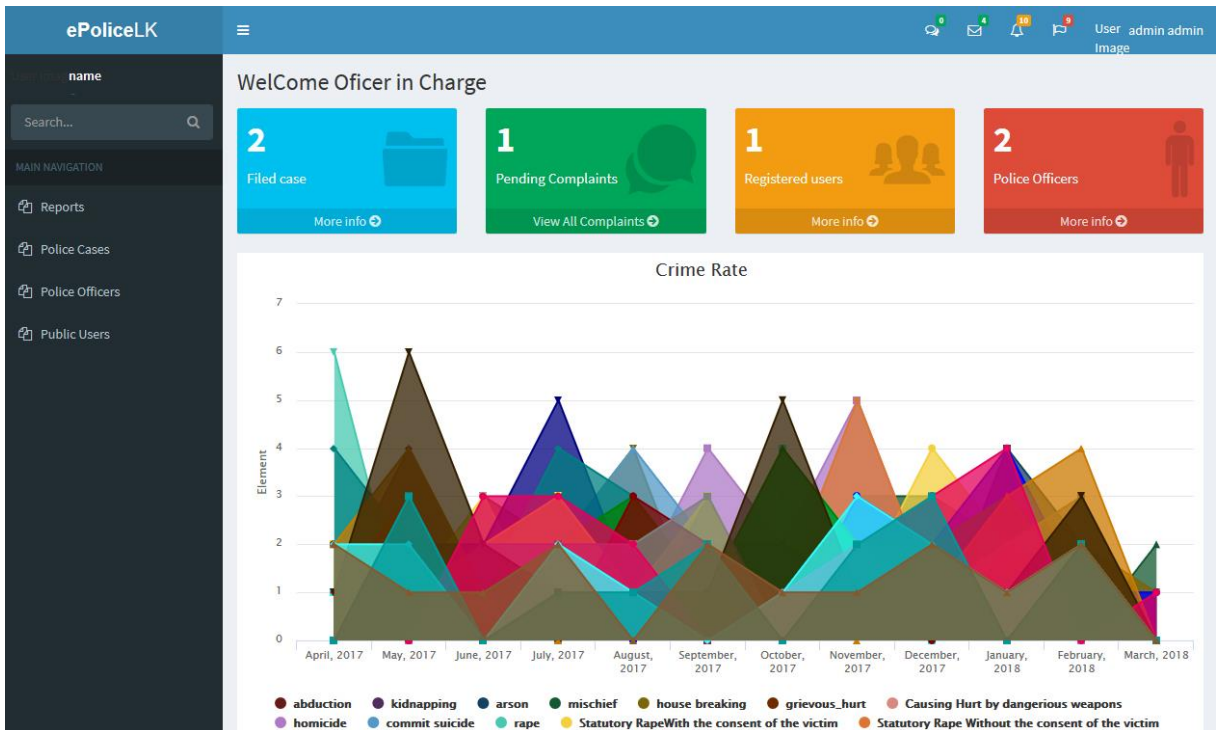 ePoliceLK
0 4 10 9
User Image admin admin
name
Search...
MAIN NAVIGATION
Reports
Police Cases
Police Officers
Public Users
WelCome Oficer in Charge
2
Filed case
More info
1
Pending Complaints
View All Complaints
1
Registered users
More info
2
Police Officers
More info
Crime Rate
Element
7
6
5
4
3
2
1
0
April, 2017 May, 2017 June, 2017 July, 2017 August, 2017 September, 2017 October, 2017 November, 2017 December, 2017 January, 2018 February, 2018 March, 2018
abduction kidnapping arson mischief house breaking grievous_hurt Causing Hurt by dangerious weapons
homicide commit suicide rape Statutory RapeWith the consent of the victim Statutory Rape Without the consent of the victim